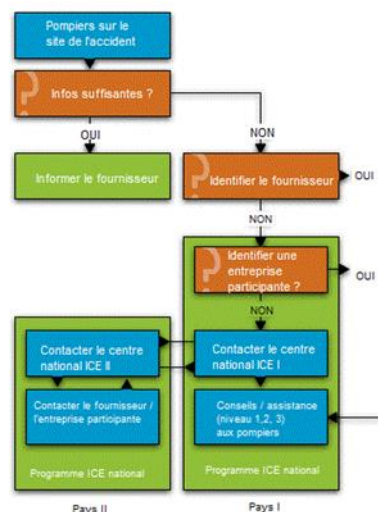 Pompiers sur le
site de l'accident
Infos suffisantes ?
OUI
NON
Informer le fournisseur
Identifier le fournisseur
OUI
NON
Identifier une
entreprise
participante ?
OUI
NON
Contacter le centre
national ICE II
Contacter le centre
national ICE I
Contacter le fournisseur /
l'entreprise participante
Conseils / assistance
(niveau 1,2, 3)
aux pompiers
Programme ICE national
Programme ICE national
Pays II
Pays I